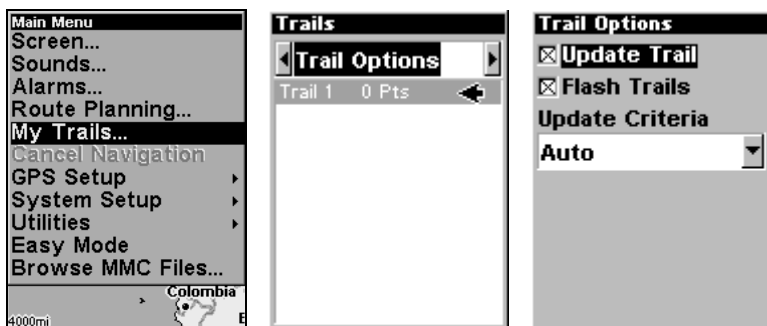 Main Menu
Screen...
Sounds...
Alarms...
Route Planning...
My Trails...
Cancel Navigation
GPS Setup
System Setup
Utilities
Easy Mode
Browse MMC Files...
Colombia
4000mi
E
Trails
Trail Options
Trail 1 0 Pts
Trail Options
Update Trail
Flash Trails
Update Criteria
Auto